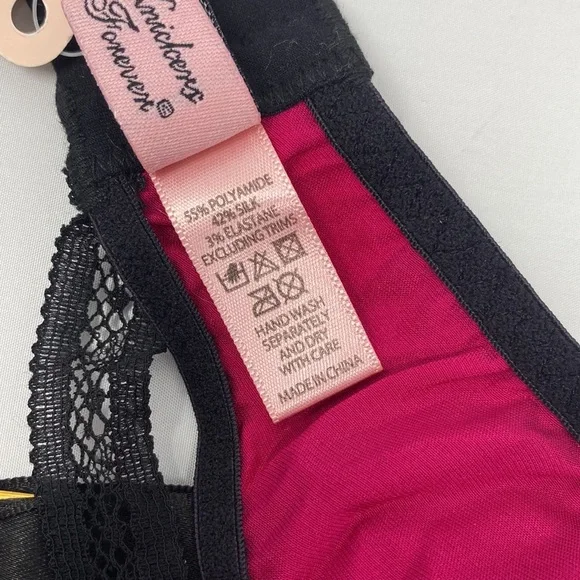 Knickers
Forever
55% POLYAMIDE
42% SILK
3% ELASTANE
EXCLUDING TRIMS
HAND WASH
SEPARATELY
AND DRY
WITH CARE
MADE IN CHINA